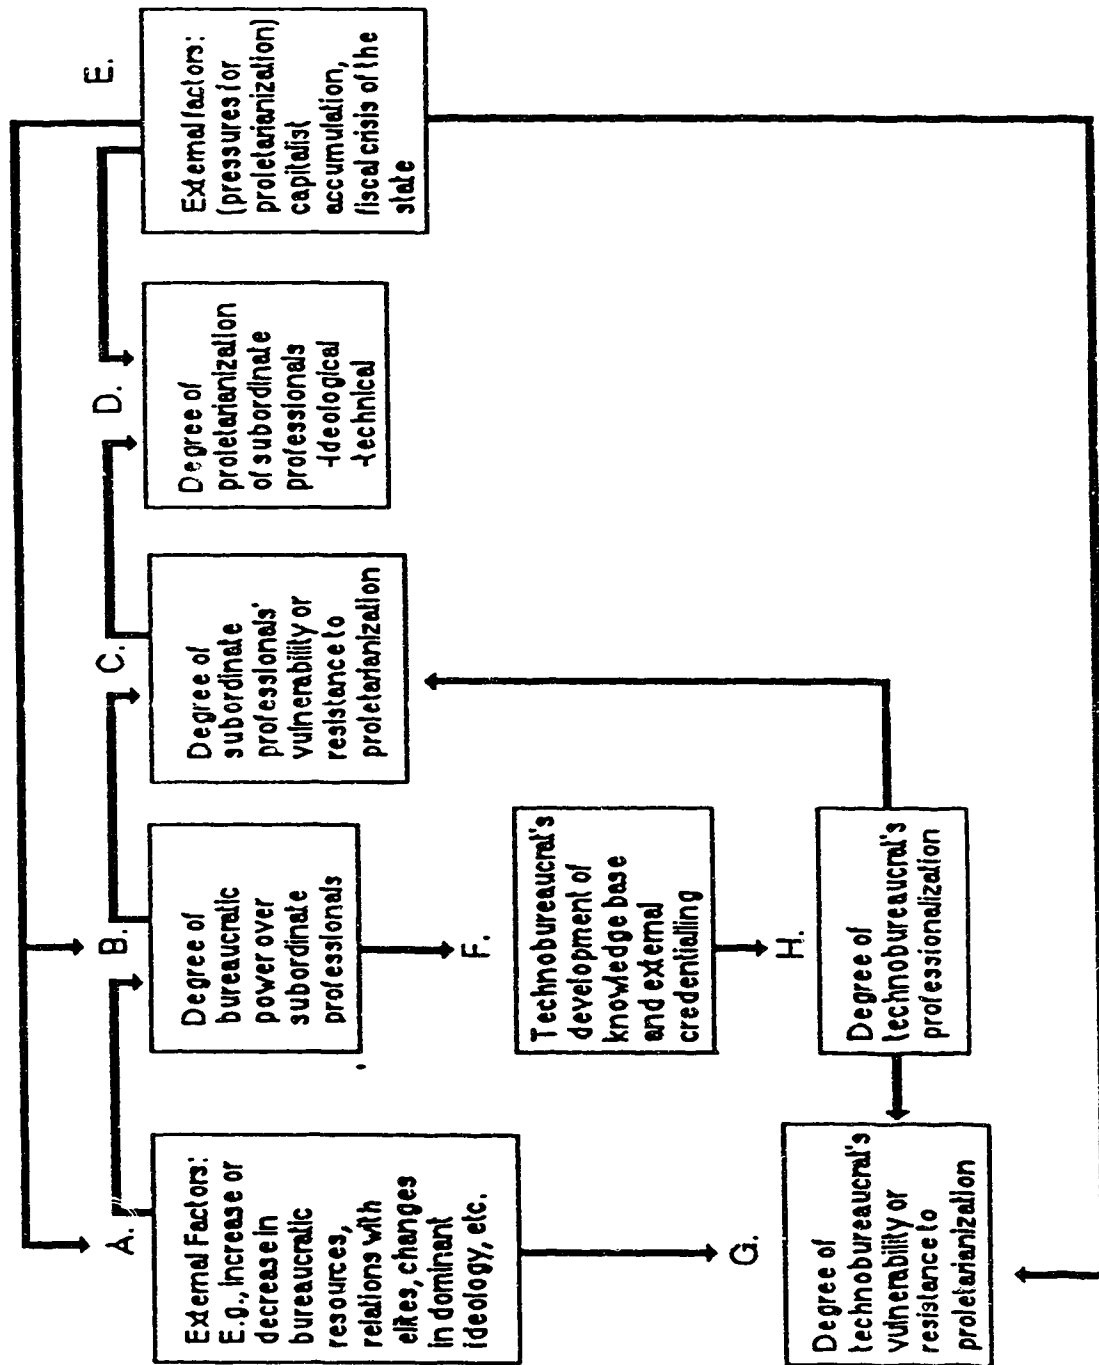 A.
External Factors:
E.g., increase or
decrease in
bureaucratic
resources,
relations with
elites, changes
in dominant
ideology, etc.
B.
Degree of
bureaucratic
power over
subordinate
professionals
C.
Degree of
subordinate
professionals'
vulnerability or
resistance to
proletarianization
D.
Degree of
proletarianization
of subordinate
professionals
-Ideological
-technical
E.
External factors:
(pressures for
proletarianization)
capitalist
accumulation,
fiscal crisis of the
state
F.
Technobureaucrat's
development of
knowledge base
and external
credentialling
G.
Degree of
technobureaucrat's
vulnerability or
resistance to
proletarianization
H.
Degree of
technobureaucrat's
professionalization